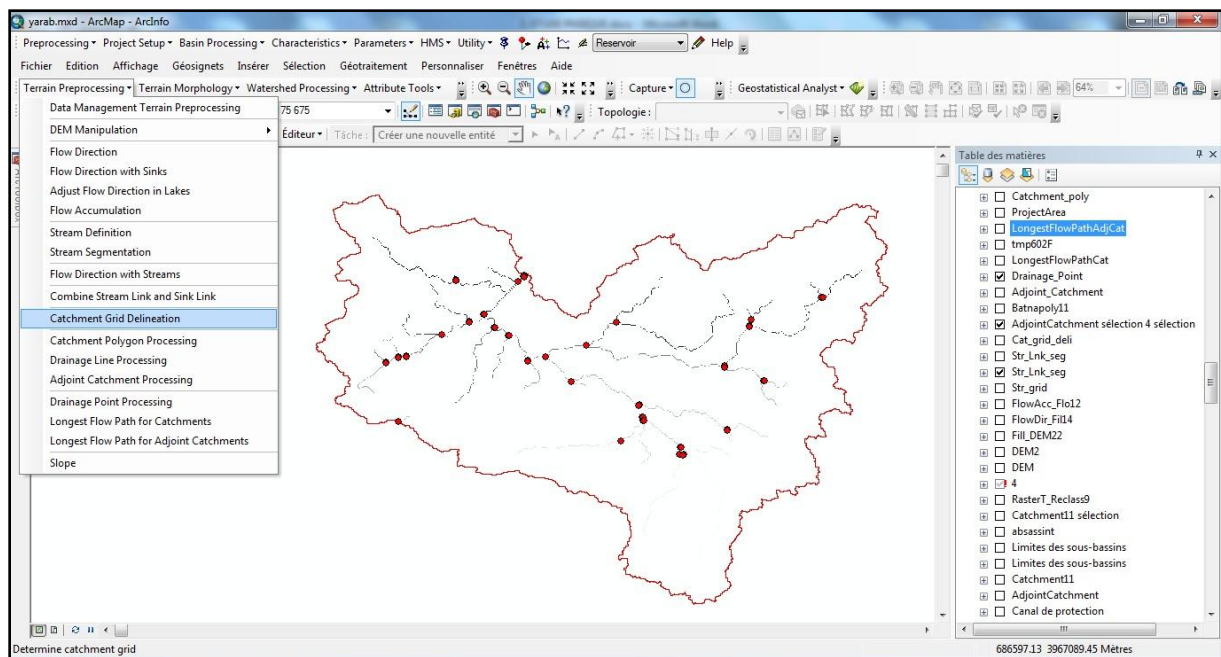 yarab.mxd - ArcMap - ArcInfo
Preprocessing Project Setup Basin Processing Characteristics Parameters HMS Utility Reservoir Help
Fichier Edition Affichage Géosignets Insérer Sélection Géotraitement Personnaliser Fenêtres Aide
Terrain Preprocessing Terrain Morphology Watershed Processing Attribute Tools Capture Geostatistical Analyst 64%
75 675 Topologie :
Éditeur Tâche : Créer une nouvelle entité
Data Management Terrain Preprocessing
DEM Manipulation
Flow Direction
Flow Direction with Sinks
Adjust Flow Direction in Lakes
Flow Accumulation
Stream Definition
Stream Segmentation
Flow Direction with Streams
Combine Stream Link and Sink Link
Catchment Grid Delineation
Catchment Polygon Processing
Drainage Line Processing
Adjoint Catchment Processing
Drainage Point Processing
Longest Flow Path for Catchments
Longest Flow Path for Adjoint Catchments
Slope
Table des matières
Catchment_poly
ProjectArea
LongestFlowPathAdjCat
tmp602F
LongestFlowPathCat
Drainage_Point
Adjoint_Catchment
Batnapoly11
AdjointCatchment sélection 4 sélection
Cat_grid_deli
Str_Lnk_seg
Str_Lnk_seg
Str_grid
FlowAcc_Flo12
FlowDir_Fil14
Fill_DEM22
DEM2
DEM
4
RasterT_Reclass9
Catchment11 sélection
absassint
Limites des sous-bassins
Limites des sous-bassins
Catchment11
AdjointCatchment
Canal de protection
Determine catchment grid
686597.13 3967089.45 Mètres